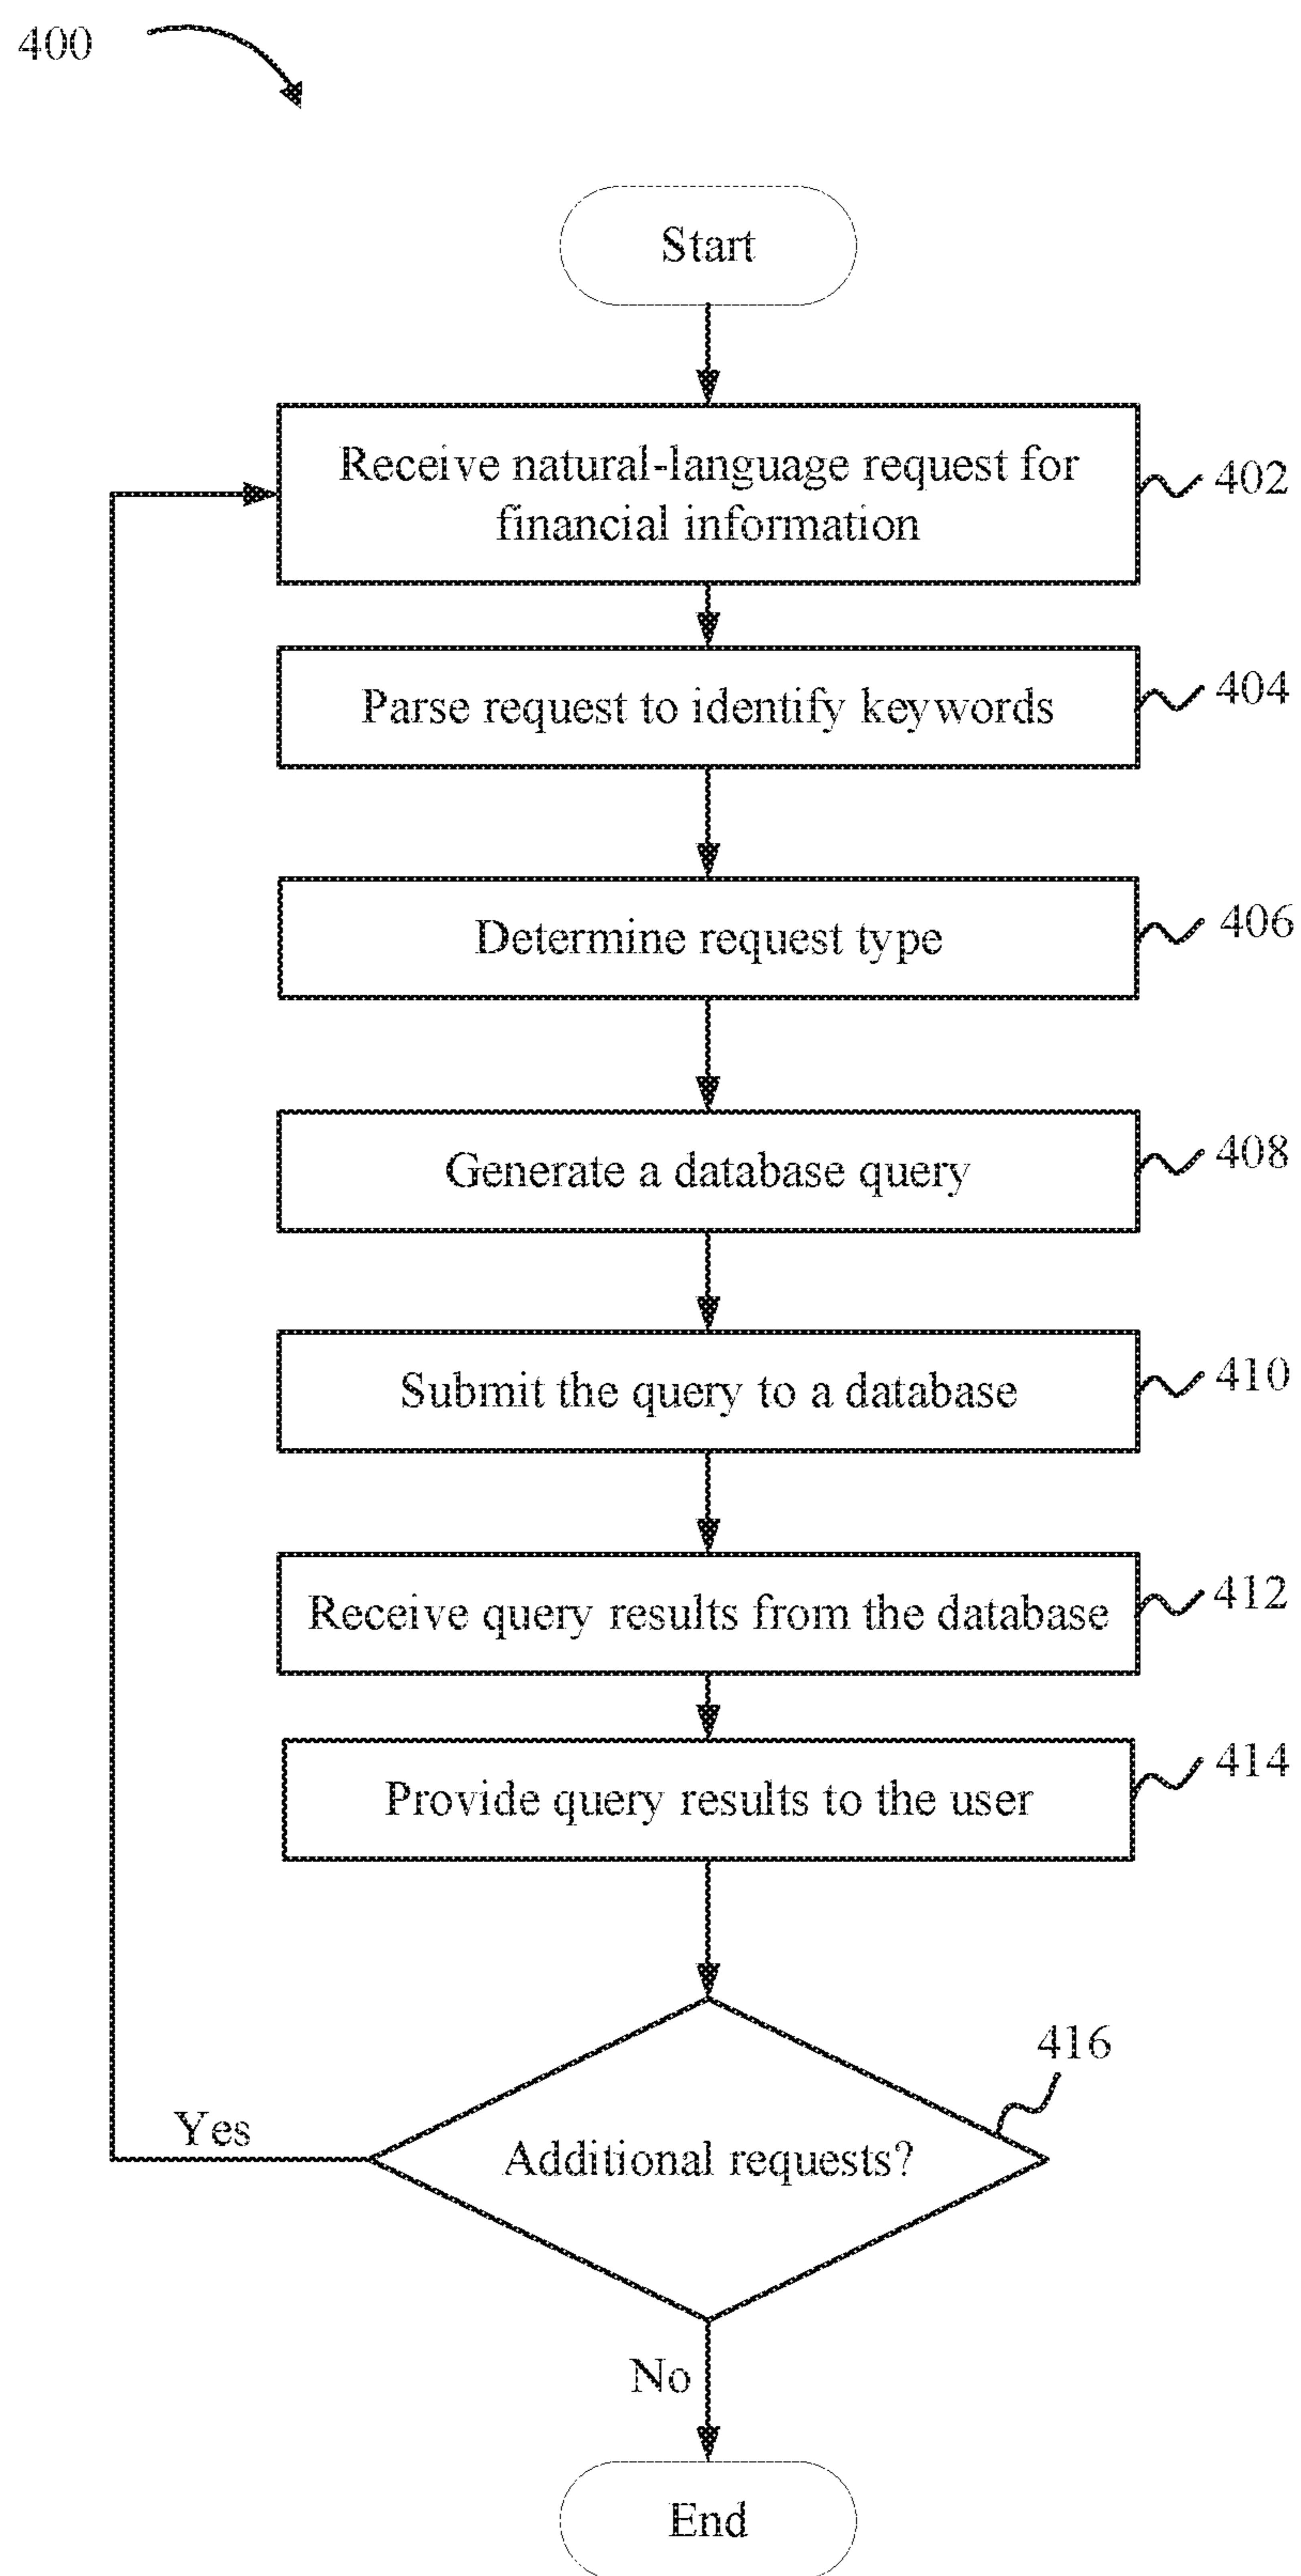 400
Start
Receive natural-language request for
financial information
402
Parse request to identify keywords
404
Determine request type
406
Generate a database query
408
Submit the query to a database
410
Receive query results from the database
412
Provide query results to the user
414
416
Additional requests?
Yes
No
End